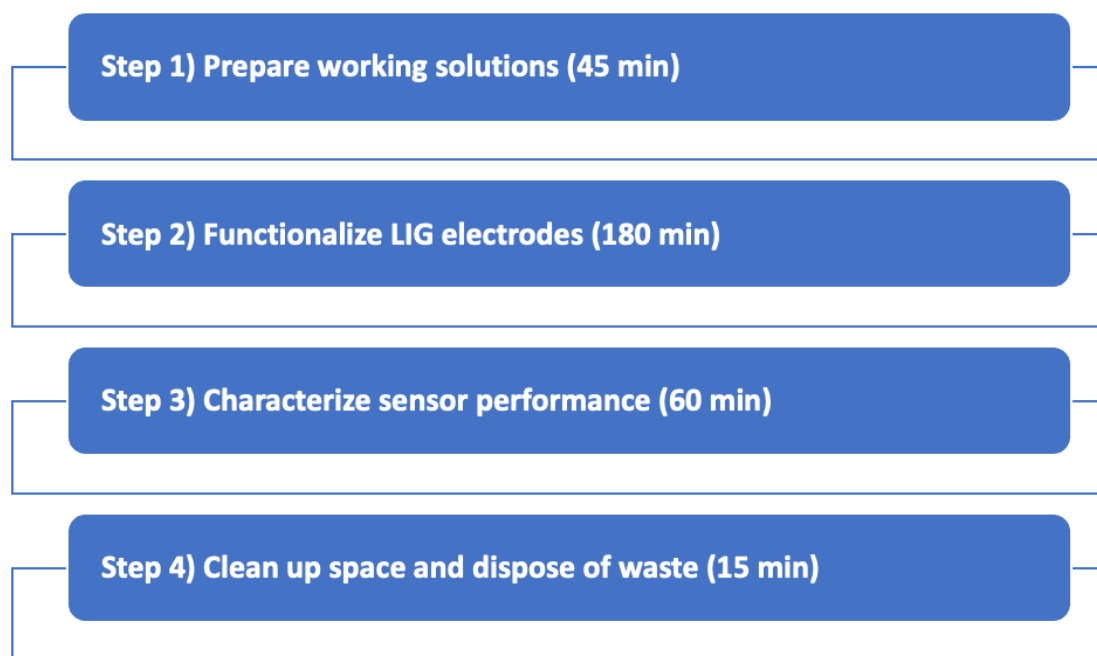 Step 1) Prepare working solutions (45 min)
Step 2) Functionalize LIG electrodes (180 min)
Step 3) Characterize sensor performance (60 min)
Step 4) Clean up space and dispose of waste (15 min)